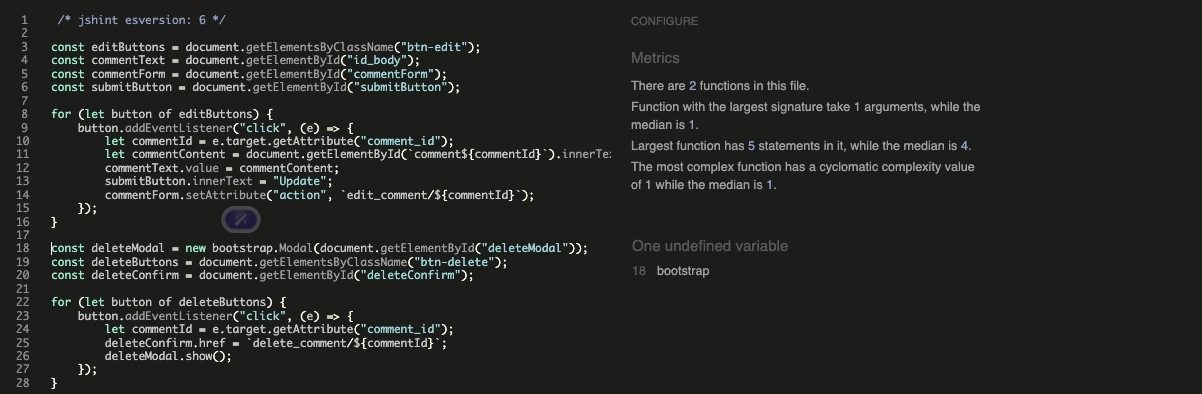 1 /* jshint esversion: 6 */
2
3 const editButtons = document.getElementsByClassName("btn-edit");
4 const commentText = document.getElementById("id_body");
5 const commentForm = document.getElementById("commentForm");
6 const submitButton = document.getElementById("submitButton");
7
8 for (let button of editButtons) {
9 button.addEventListener("click", (e) => {
10 let commentId = e.target.getAttribute("comment_id");
11 let commentContent = document.getElementById(`comment${commentId}`).innerTe
12 commentText.value = commentContent;
13 submitButton.innerText = "Update";
14 commentForm.setAttribute("action", `edit_comment/${commentId}`);
15 });
16 }
17
18 const deleteModal = new bootstrap.Modal(document.getElementById("deleteModal"));
19 const deleteButtons = document.getElementsByClassName("btn-delete");
20 const deleteConfirm = document.getElementById("deleteConfirm");
21
22 for (let button of deleteButtons) {
23 button.addEventListener("click", (e) => {
24 let commentId = e.target.getAttribute("comment_id");
25 deleteConfirm.href = `delete_comment/${commentId}`;
26 deleteModal.show();
27 });
28 }
CONFIGURE
Metrics
There are 2 functions in this file.
Function with the largest signature take 1 arguments, while the
median is 1.
Largest function has 5 statements in it, while the median is 4.
The most complex function has a cyclomatic complexity value
of 1 while the median is 1.
One undefined variable
18 bootstrap